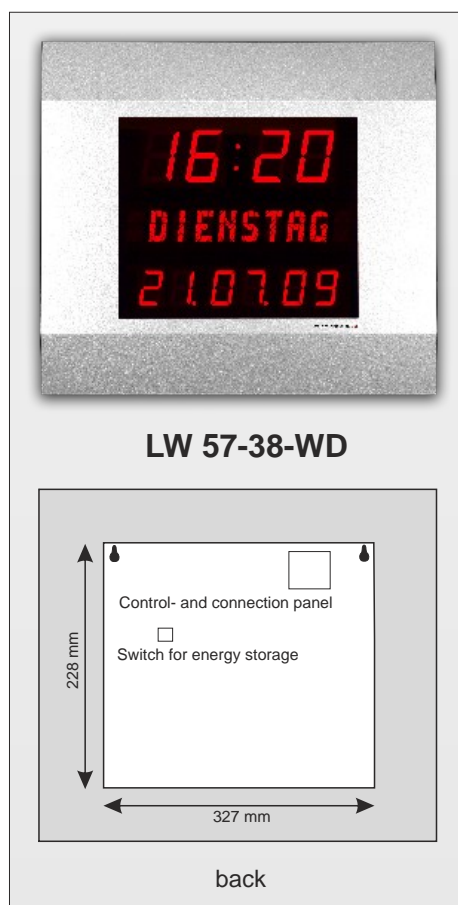 16:20
DIENSTAG
21.07.09
LW 57-38-WD
Control- and connection panel
Switch for energy storage
228 mm
327 mm
back